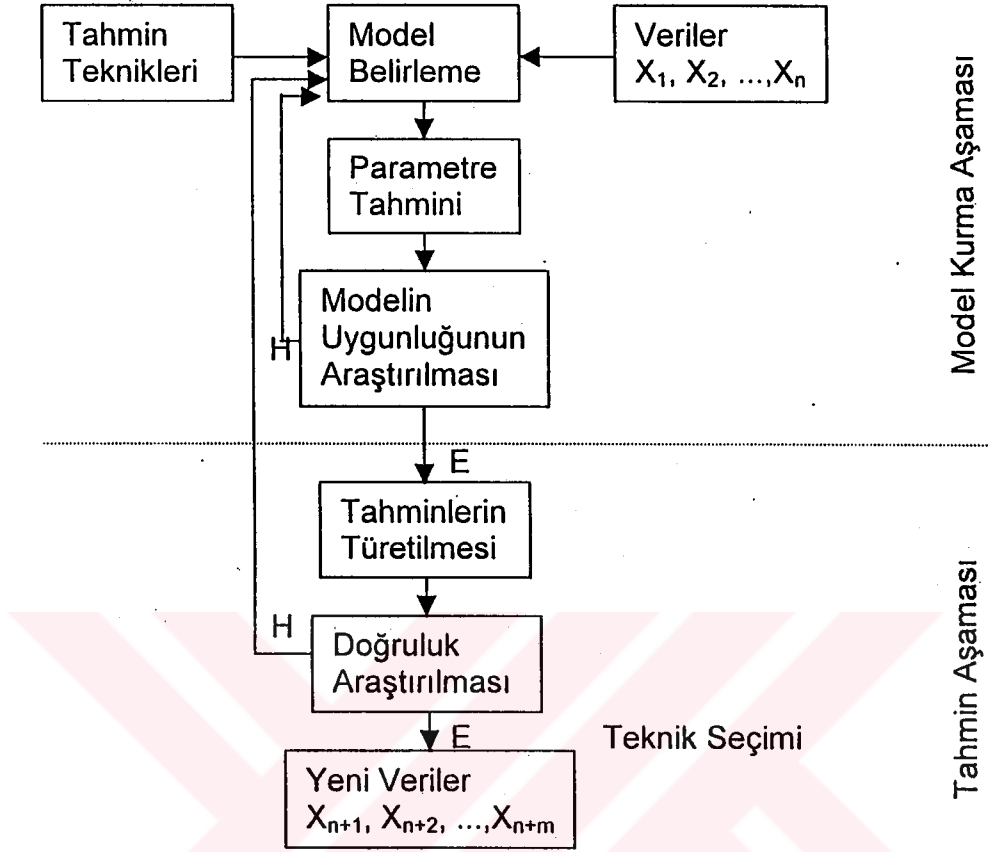 Tahmin
Teknikleri
Model
Belirleme
Veriler
X₁, X₂, ...,Xₙ
Parametre
Tahmini
Modelin
Uygunluğunun
Araştırılması
H
Model Kurma Aşaması
E
Tahminlerin
Türetilmesi
H
Doğruluk
Araştırılması
E
Teknik Seçimi
Yeni Veriler
Xₙ₊₁, Xₙ₊₂, ...,Xₙ₊ₘ
Tahmin Aşaması